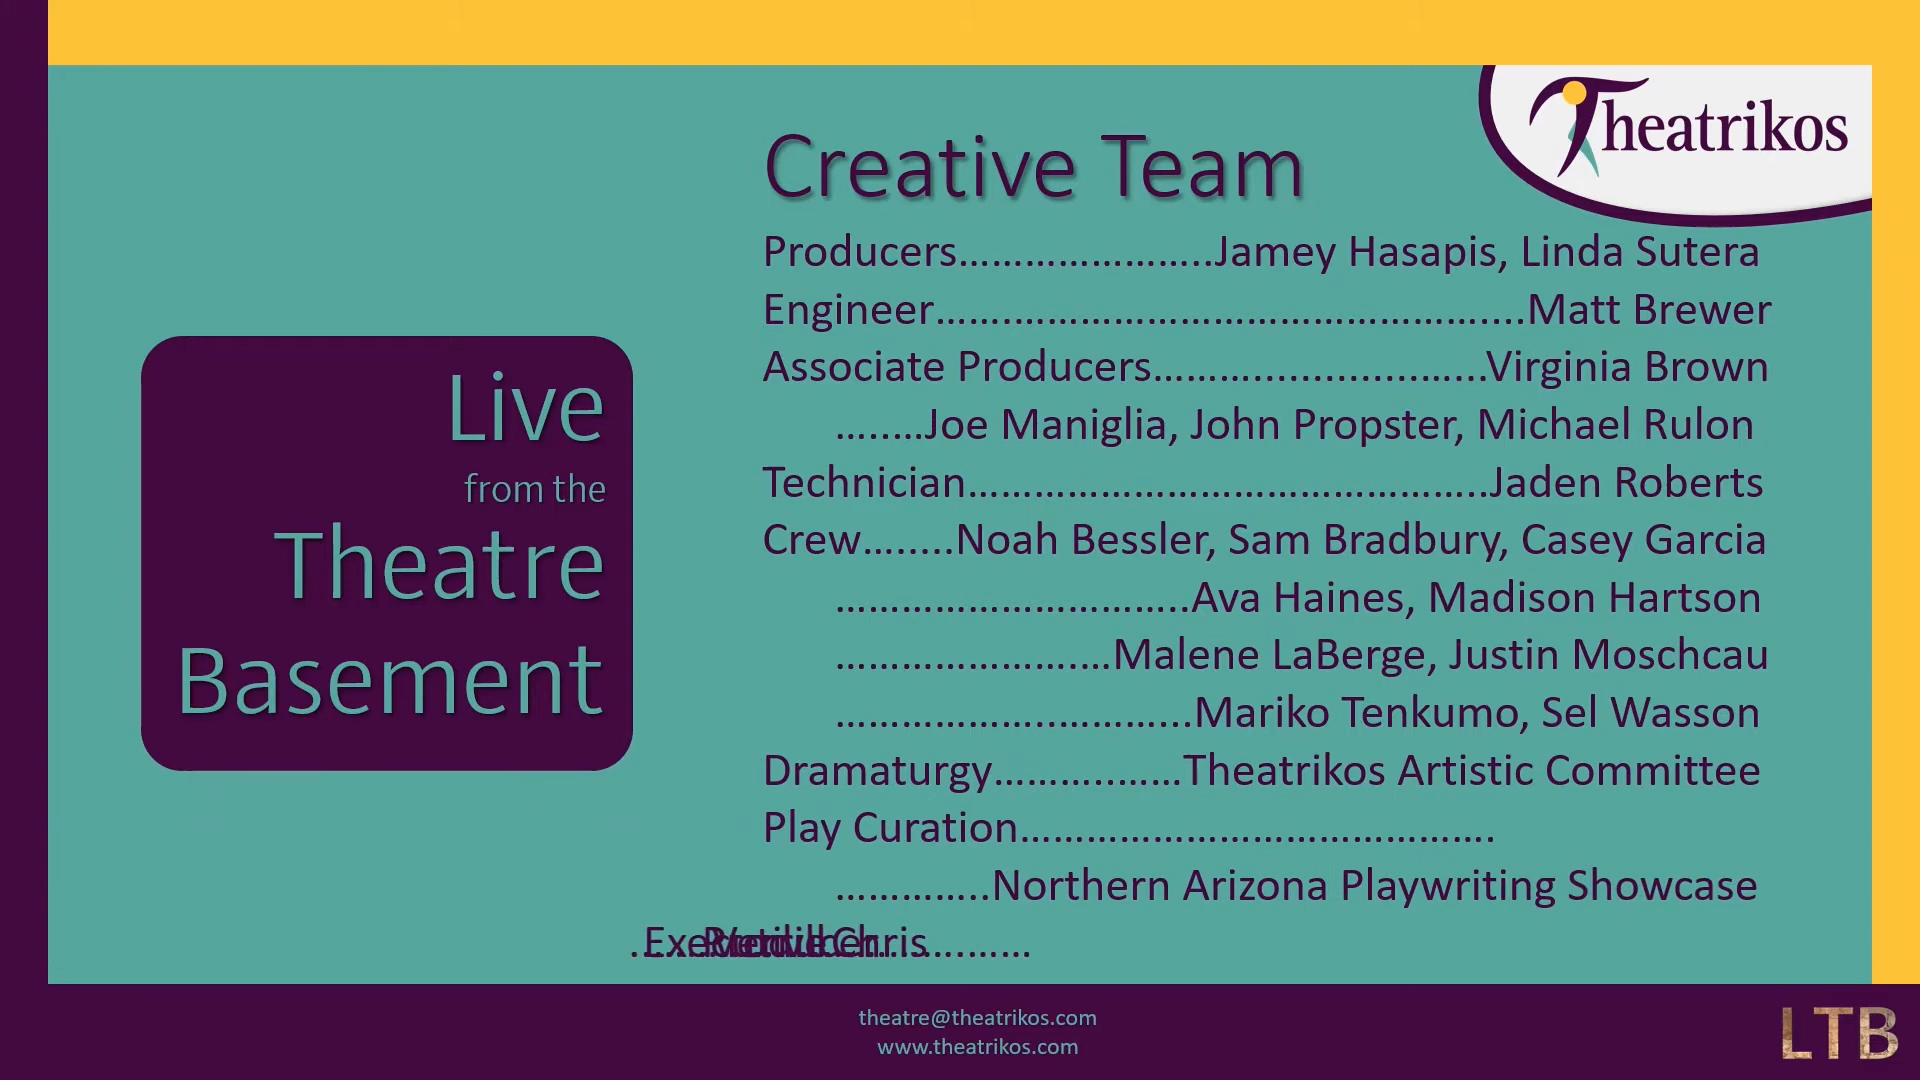 Theatrikos
Creative Team
Producers…………………..Jamey Hasapis, Linda Sutera
Engineer…….…………………………………….....Matt Brewer
Associate Producers………...............…...Virginia Brown
….....Joe Maniglia, John Propster, Michael Rulon
Technician………………………………………..Jaden Roberts
Crew….....Noah Bessler, Sam Bradbury, Casey Garcia
…………………………..Ava Haines, Madison Hartson
………………….….Malene LaBerge, Justin Moschcau
………………..………...Mariko Tenkumo, Sel Wasson
Dramaturgy………..……Theatrikos Artistic Committee
Play Curation…………………………………….
…………..Northern Arizona Playwriting Showcase
Live
from the
Theatre
Basement
theatre@theatrikos.com
www.theatrikos.com
LTB